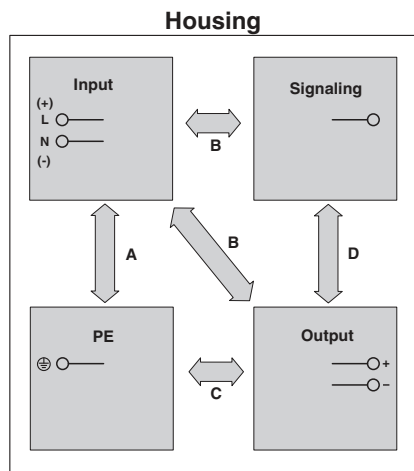 Housing
Input
(+)
L
N
(-)
Signaling
B
A
B
D
PE
C
Output
+
–